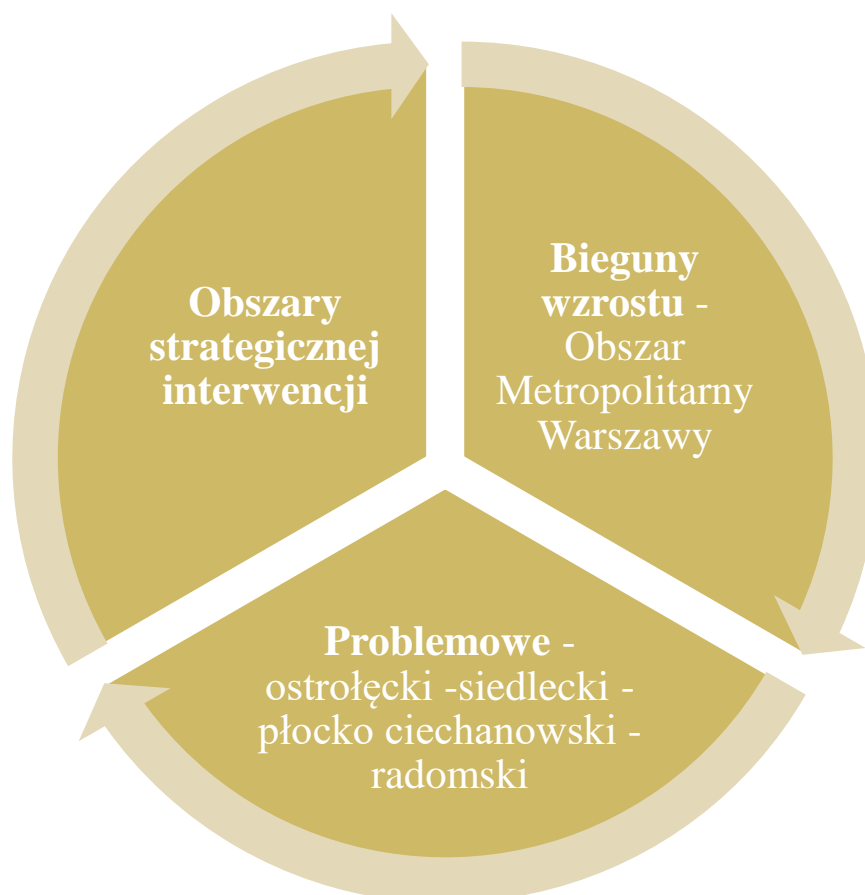 Obszary
strategicznej
interwencji
Bieguny
wzrostu -
Obszar
Metropolitarny
Warszawy
Problemowe -
ostrołęcki -siedlecki -
płocko ciechanowski -
radomski